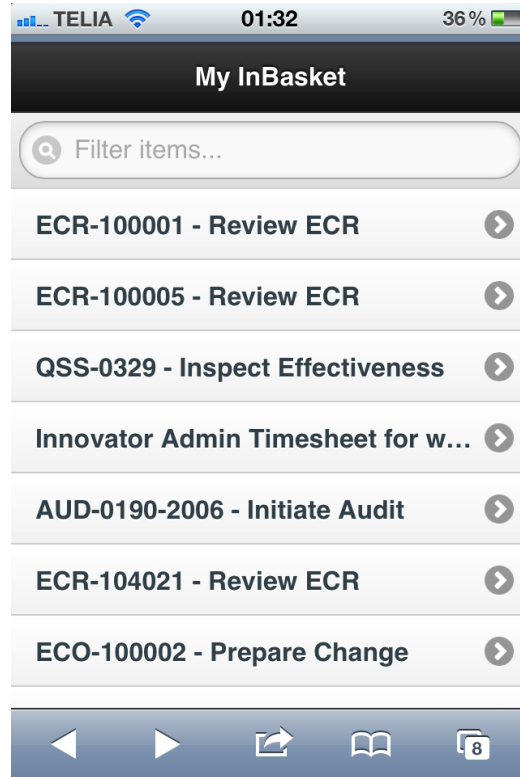 TELIA 01:32 36 %
My InBasket
Filter items...
ECR-100001 - Review ECR
ECR-100005 - Review ECR
QSS-0329 - Inspect Effectiveness
Innovator Admin Timesheet for w...
AUD-0190-2006 - Initiate Audit
ECR-104021 - Review ECR
ECO-100002 - Prepare Change
8